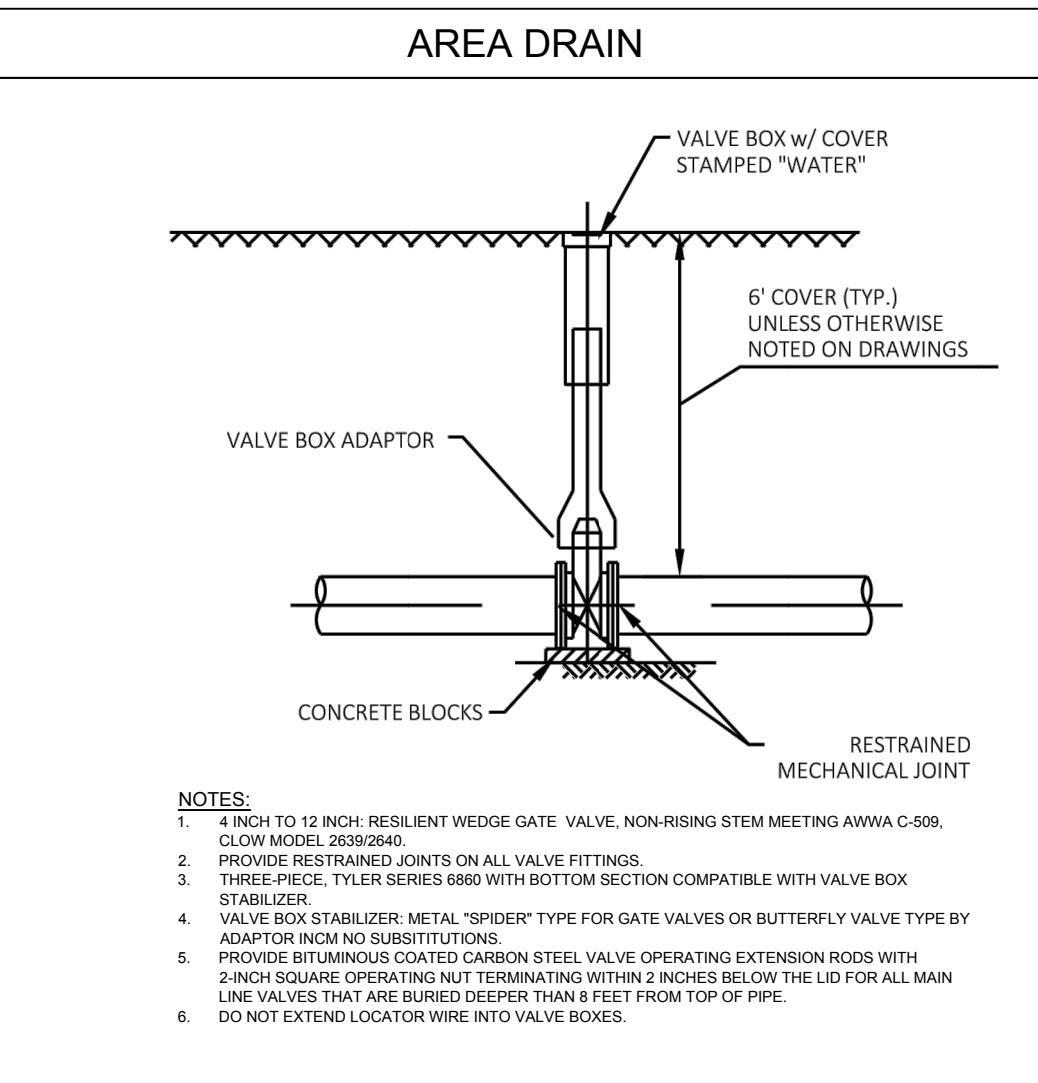 AREA DRAIN
VALVE BOX w/ COVER
STAMPED "WATER"
6' COVER (TYP.)
UNLESS OTHERWISE
NOTED ON DRAWINGS
VALVE BOX ADAPTOR
CONCRETE BLOCKS
RESTRAINED
MECHANICAL JOINT
NOTES:
1. 4 INCH TO 12 INCH: RESILIENT WEDGE GATE VALVE, NON-RISING STEM MEETING AWWA C-509,
CLOW MODEL 2639/2640.
2. PROVIDE RESTRAINED JOINTS ON ALL VALVE FITTINGS.
3. THREE-PIECE, TYLER SERIES 6860 WITH BOTTOM SECTION COMPATIBLE WITH VALVE BOX
STABILIZER.
4. VALVE BOX STABILIZER: METAL "SPIDER" TYPE FOR GATE VALVES OR BUTTERFLY VALVE TYPE BY
ADAPTOR INCM NO SUBSITITUTIONS.
5. PROVIDE BITUMINOUS COATED CARBON STEEL VALVE OPERATING EXTENSION RODS WITH
2-INCH SQUARE OPERATING NUT TERMINATING WITHIN 2 INCHES BELOW THE LID FOR ALL MAIN
LINE VALVES THAT ARE BURIED DEEPER THAN 8 FEET FROM TOP OF PIPE.
6. DO NOT EXTEND LOCATOR WIRE INTO VALVE BOXES.